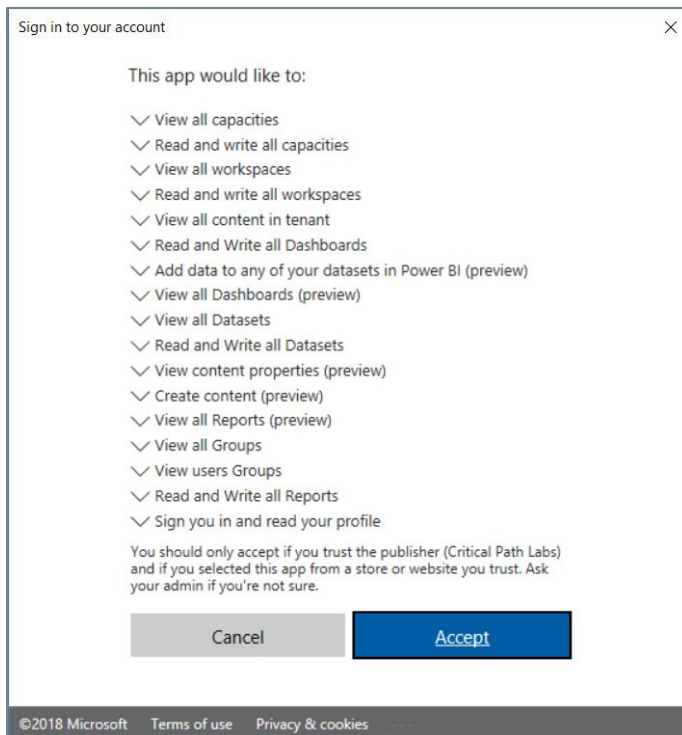 Sign in to your account
This app would like to:
View all capacities
Read and write all capacities
View all workspaces
Read and write all workspaces
View all content in tenant
Read and Write all Dashboards
Add data to any of your datasets in Power BI (preview)
View all Dashboards (preview)
View all Datasets
Read and Write all Datasets
View content properties (preview)
Create content (preview)
View all Reports (preview)
View all Groups
View users Groups
Read and Write all Reports
Sign you in and read your profile
You should only accept if you trust the publisher (Critical Path Labs)
and if you selected this app from a store or website you trust. Ask
your admin if you're not sure.
Cancel Accept
©2018 Microsoft Terms of use Privacy & cookies ...